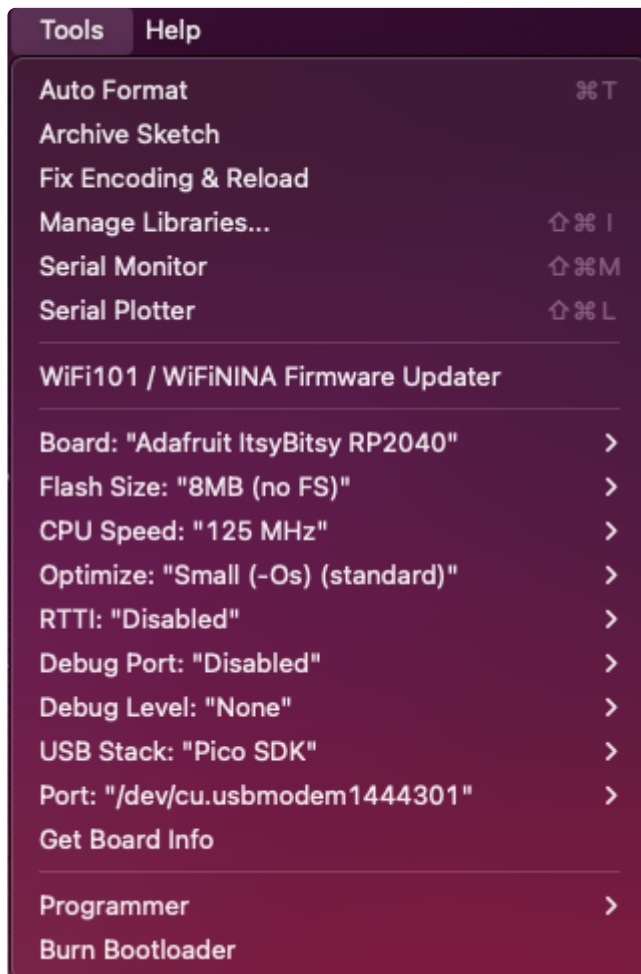 Tools Help
Auto Format ⌘T
Archive Sketch
Fix Encoding & Reload
Manage Libraries... ⇧⌘I
Serial Monitor ⇧⌘M
Serial Plotter ⇧⌘L
WiFi101 / WiFiNINA Firmware Updater
Board: "Adafruit ItsyBitsy RP2040" >
Flash Size: "8MB (no FS)" >
CPU Speed: "125 MHz" >
Optimize: "Small (-Os) (standard)" >
RTTI: "Disabled" >
Debug Port: "Disabled" >
Debug Level: "None" >
USB Stack: "Pico SDK" >
Port: "/dev/cu.usbmodem1444301" >
Get Board Info
Programmer >
Burn Bootloader